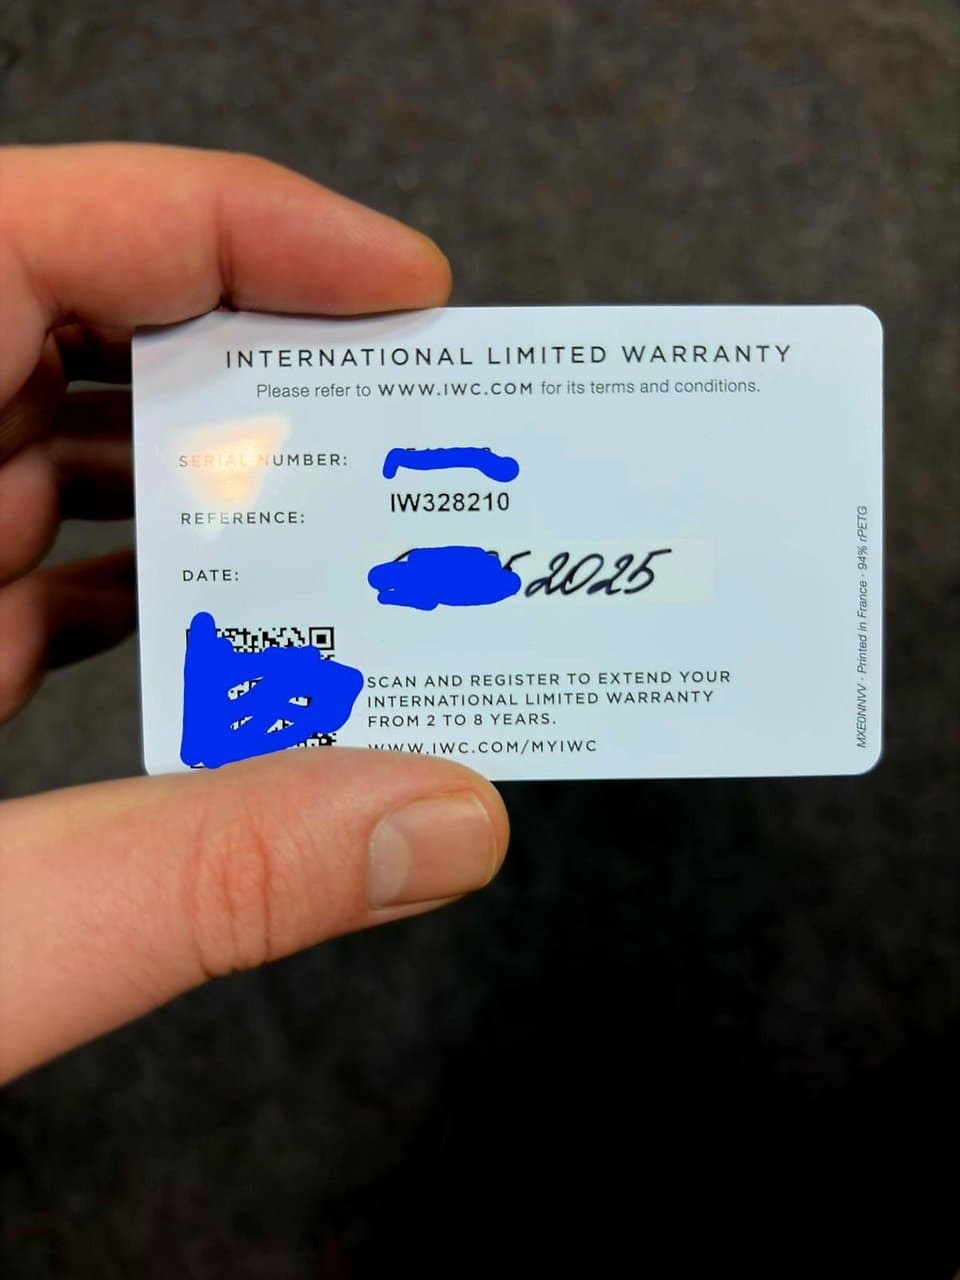 INTERNATIONAL LIMITED WARRANTY
Please refer to WWW.IWC.COM for its terms and conditions.
SERIAL NUMBER:
REFERENCE: IW328210
DATE: 2025
SCAN AND REGISTER TO EXTEND YOUR
INTERNATIONAL LIMITED WARRANTY
FROM 2 TO 8 YEARS.
WWW.IWC.COM/MYIWC
MXE0NNVV · Printed in France · 94% rPETG